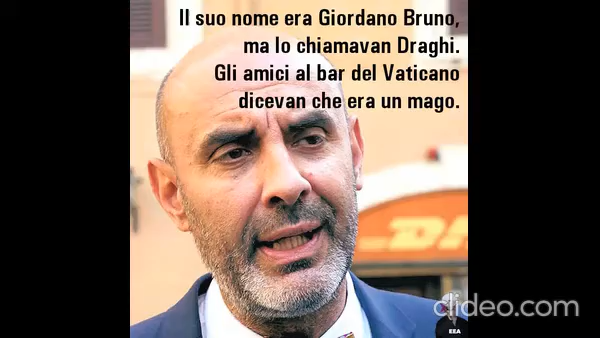 Il suo nome era Giordano Bruno,
ma lo chiamavan Draghi.
Gli amici al bar del Vaticano
dicevan che era un mago.
EEA
clideo.com